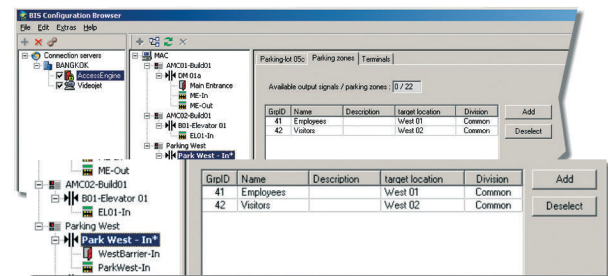 BIS Configuration Browser
File Edit Extras Help
Connection servers
BANGKOK
AccessEngine
Videojet
MAC
AMC01-Build01
DM 01a
Main Entrance
ME-In
ME-Out
AMC02-Build01
B01-Elevator 01
EL01-In
Parking West
Park West - In*
Parking-lot 05c Parking zones Terminals
Available output signals / parking zones : 0 / 22
GrpID Name Description target location Division
41 Employees West 01 Common
42 Visitors West 02 Common
Add
Deselect
ME-Out
AMC02-Build01
B01-Elevator 01
EL01-In
Parking West
Park West - In*
WestBarrier-In
ParkWest-In
GrpID Name Description target location Division
41 Employees West 01 Common
42 Visitors West 02 Common
Add
Deselect